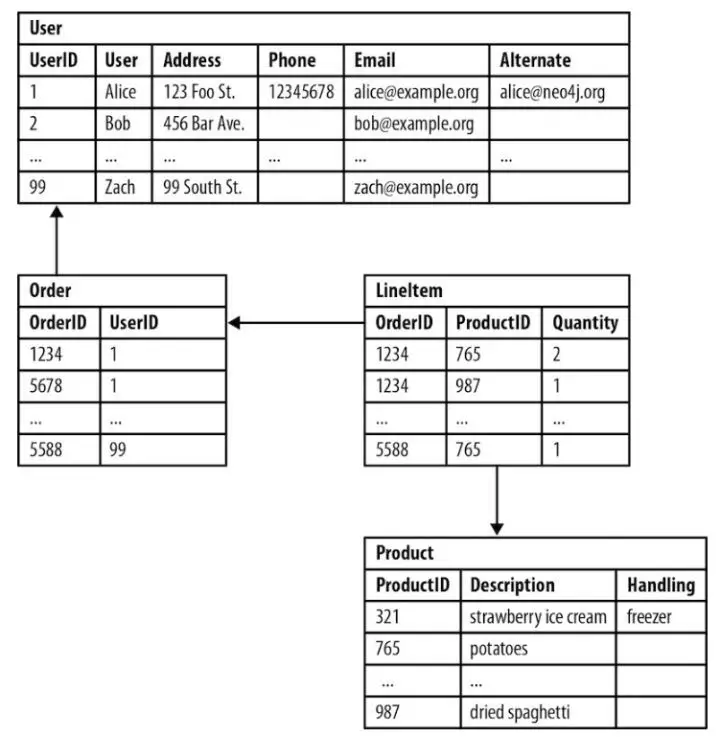 User
UserID User Address Phone Email Alternate
1 Alice 123 Foo St. 12345678 alice@example.org alice@neo4j.org
2 Bob 456 Bar Ave. bob@example.org
... ... ... ... ... ...
99 Zach 99 South St. zach@example.org
Order
OrderID UserID
1234 1
5678 1
... ...
5588 99
LineItem
OrderID ProductID Quantity
1234 765 2
1234 987 1
... ... ...
5588 765 1
Product
ProductID Description Handling
321 strawberry ice cream freezer
765 potatoes
... ...
987 dried spaghetti